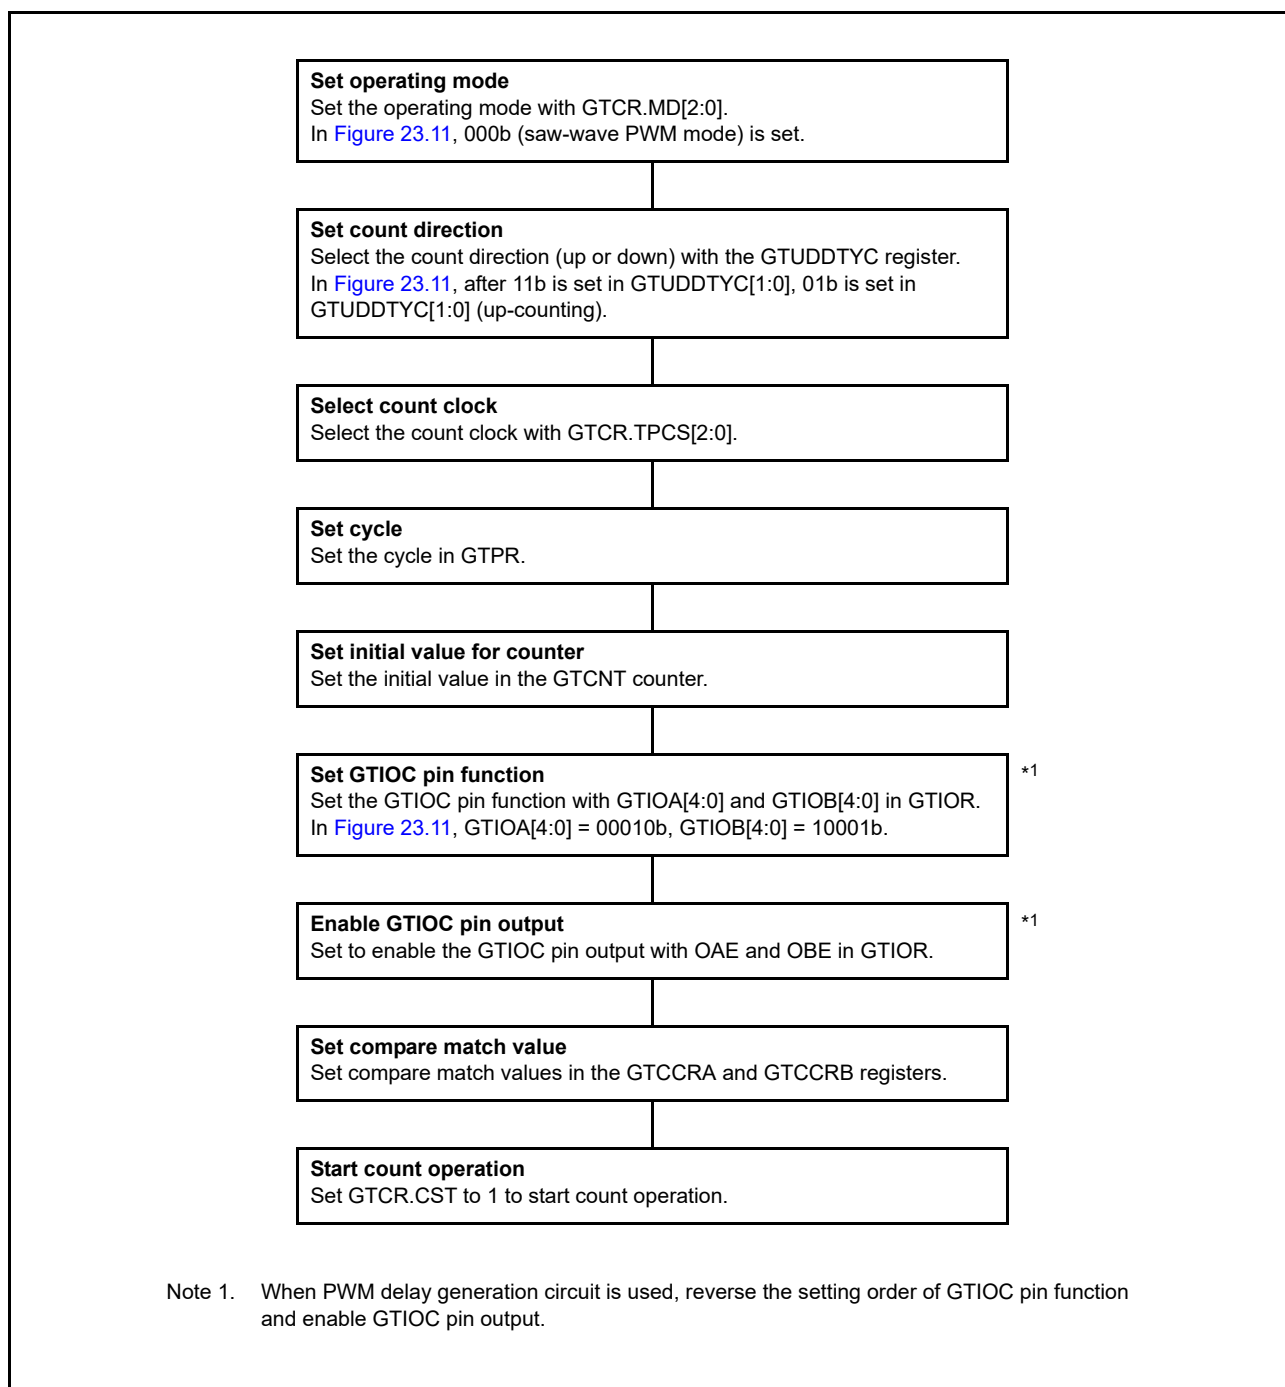 Set operating mode
Set the operating mode with GTCR.MD[2:0].
In Figure 23.11, 000b (saw-wave PWM mode) is set.
Set count direction
Select the count direction (up or down) with the GTUDDTYC register.
In Figure 23.11, after 11b is set in GTUDDTYC[1:0], 01b is set in
GTUDDTYC[1:0] (up-counting).
Select count clock
Select the count clock with GTCR.TPCS[2:0].
Set cycle
Set the cycle in GTPR.
Set initial value for counter
Set the initial value in the GTCNT counter.
Set GTIOC pin function *1
Set the GTIOC pin function with GTIOA[4:0] and GTIOB[4:0] in GTIOR.
In Figure 23.11, GTIOA[4:0] = 00010b, GTIOB[4:0] = 10001b.
Enable GTIOC pin output *1
Set to enable the GTIOC pin output with OAE and OBE in GTIOR.
Set compare match value
Set compare match values in the GTCCRA and GTCCRB registers.
Start count operation
Set GTCR.CST to 1 to start count operation.
Note 1. When PWM delay generation circuit is used, reverse the setting order of GTIOC pin function
and enable GTIOC pin output.